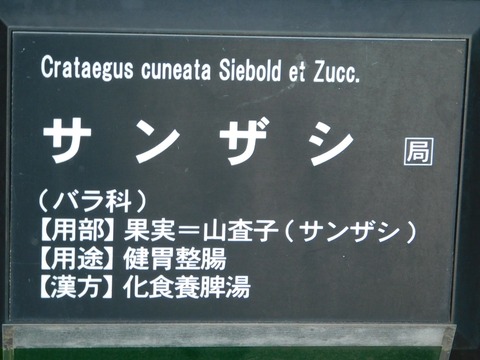 Crataegus cuneata Siebold et Zucc.
サンザシ 局
(バラ科)
【用部】果実=山査子(サンザシ)
【用途】健胃整腸
【漢方】化食養脾湯